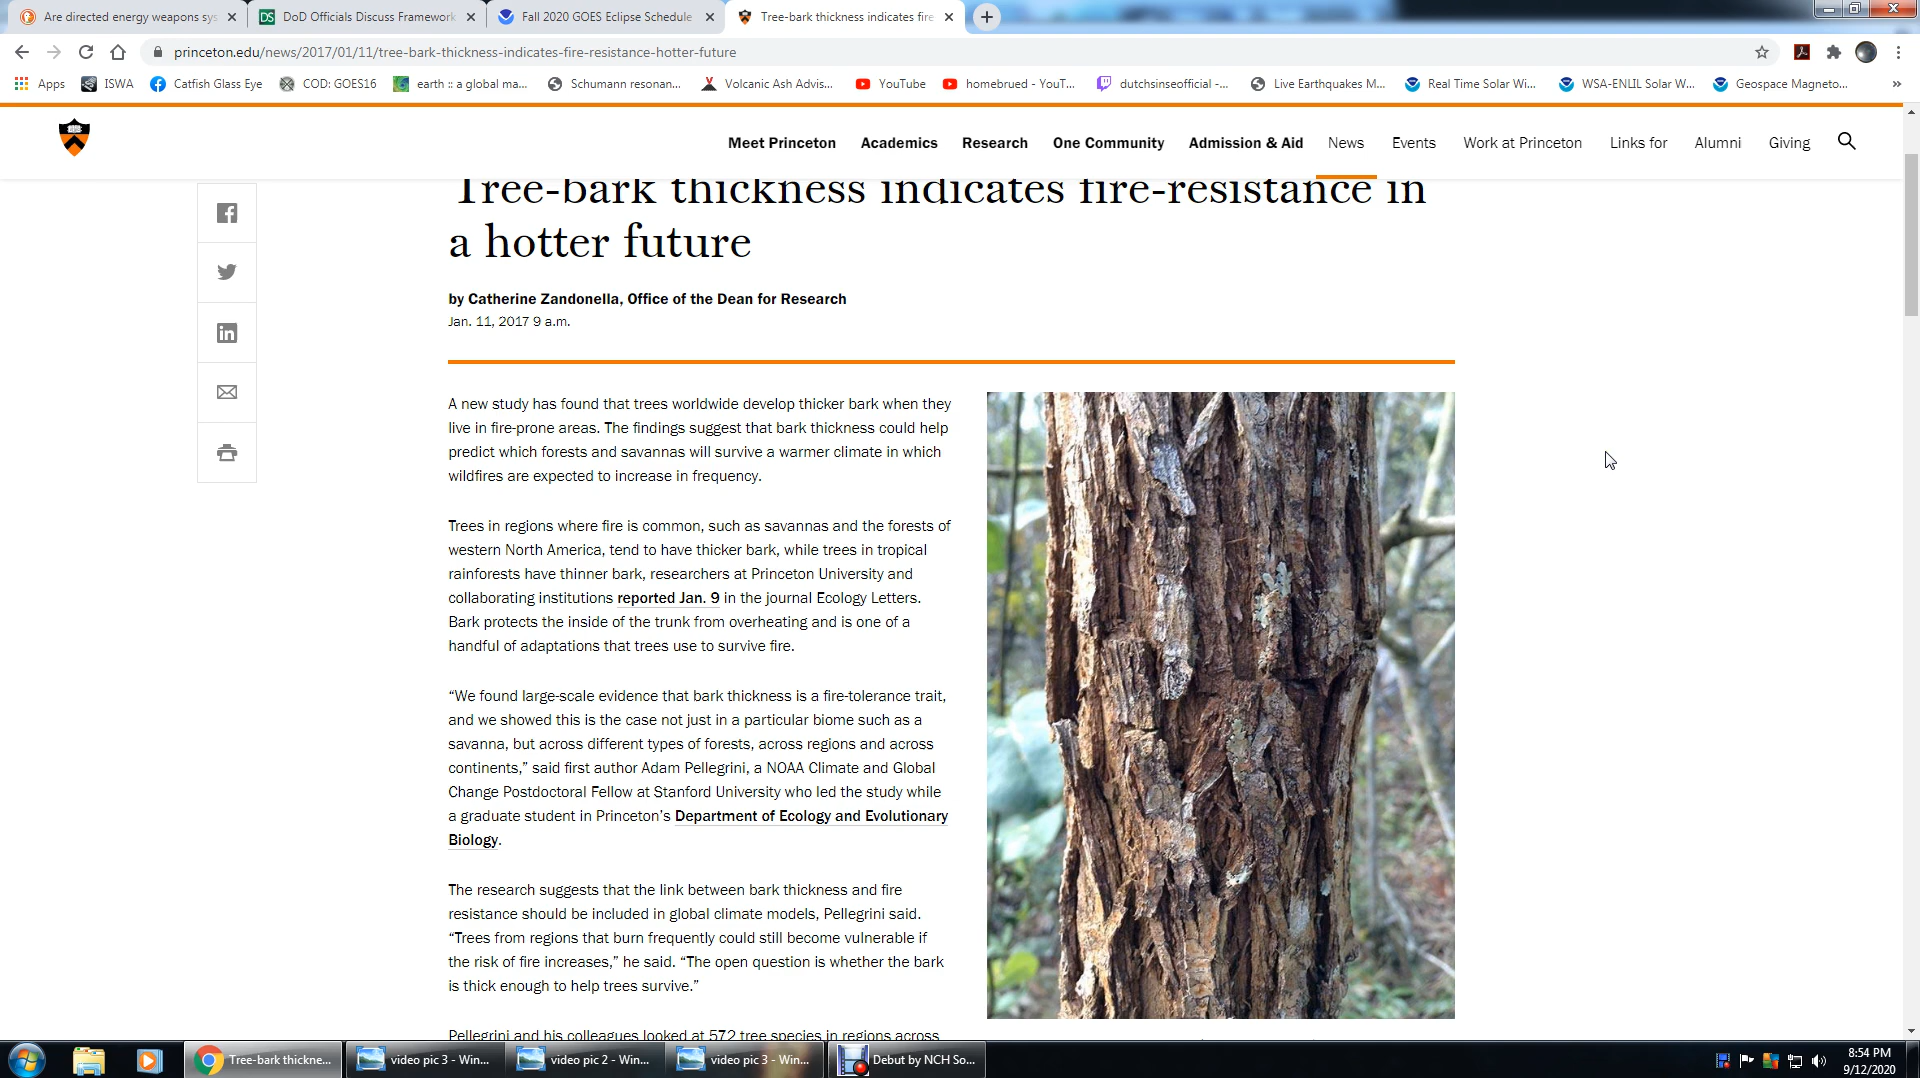 Are directed energy weapons sys
DoD Officials Discuss Framework
Fall 2020 GOES Eclipse Schedule
Tree-bark thickness indicates fire
princeton.edu/news/2017/01/11/tree-bark-thickness-indicates-fire-resistance-hotter-future
Apps ISWA Catfish Glass Eye COD: GOES16 earth :: a global ma... Schumann resonan... Volcanic Ash Advis... YouTube homebrued - YouT... dutchsinseofficial -... Live Earthquakes M... Real Time Solar Wi... WSA-ENLIL Solar W... Geospace Magneto... »
Meet Princeton Academics Research One Community Admission & Aid News Events Work at Princeton Links for Alumni Giving
Tree-bark thickness indicates fire-resistance in
a hotter future
by Catherine Zandonella, Office of the Dean for Research
Jan. 11, 2017 9 a.m.
A new study has found that trees worldwide develop thicker bark when they
live in fire-prone areas. The findings suggest that bark thickness could help
predict which forests and savannas will survive a warmer climate in which
wildfires are expected to increase in frequency.
Trees in regions where fire is common, such as savannas and the forests of
western North America, tend to have thicker bark, while trees in tropical
rainforests have thinner bark, researchers at Princeton University and
collaborating institutions reported Jan. 9 in the journal Ecology Letters.
Bark protects the inside of the trunk from overheating and is one of a
handful of adaptations that trees use to survive fire.
“We found large-scale evidence that bark thickness is a fire-tolerance trait,
and we showed this is the case not just in a particular biome such as a
savanna, but across different types of forests, across regions and across
continents,” said first author Adam Pellegrini, a NOAA Climate and Global
Change Postdoctoral Fellow at Stanford University who led the study while
a graduate student in Princeton’s Department of Ecology and Evolutionary
Biology.
The research suggests that the link between bark thickness and fire
resistance should be included in global climate models, Pellegrini said.
“Trees from regions that burn frequently could still become vulnerable if
the risk of fire increases,” he said. “The open question is whether the bark
is thick enough to help trees survive.”
Pellegrini and his colleagues looked at 572 tree species in regions across
Tree-bark thickne... video pic 3 - Win... video pic 2 - Win... video pic 3 - Win... Debut by NCH So...
8:54 PM
9/12/2020